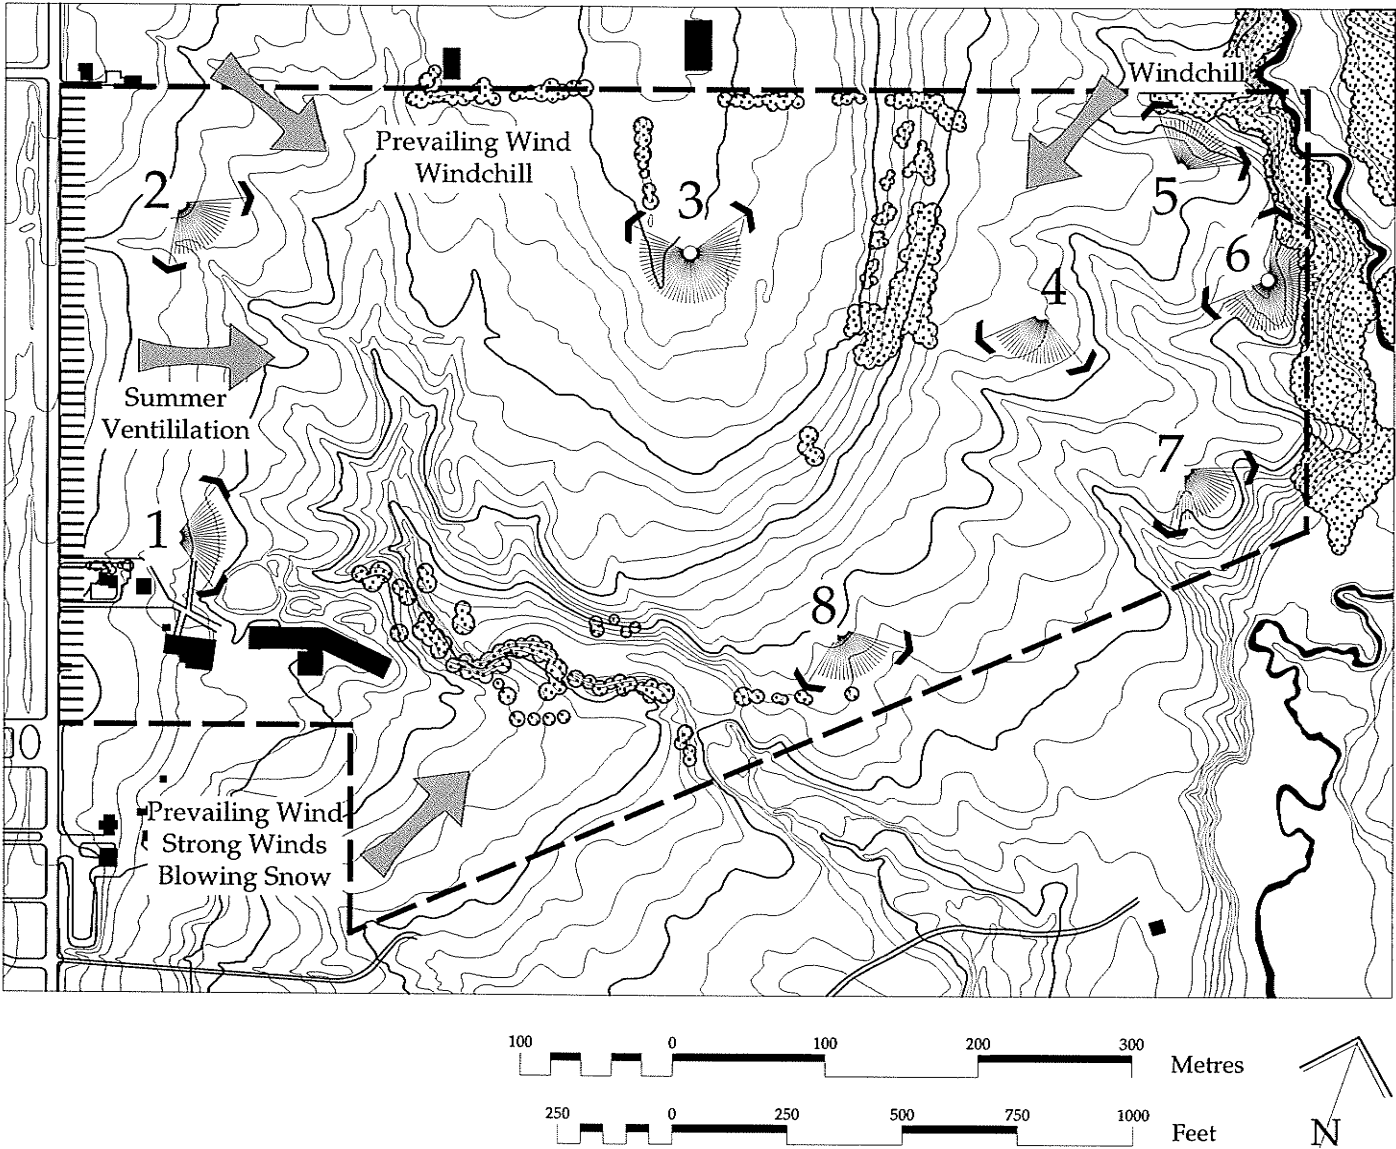 Windchill
Prevailing Wind
Windchill
2
3
5
6
4
Summer
Ventililation
7
1
8
Prevailing Wind
Strong Winds
Blowing Snow
100 0 100 200 300
Metres
250 0 250 500 750 1000
Feet
N